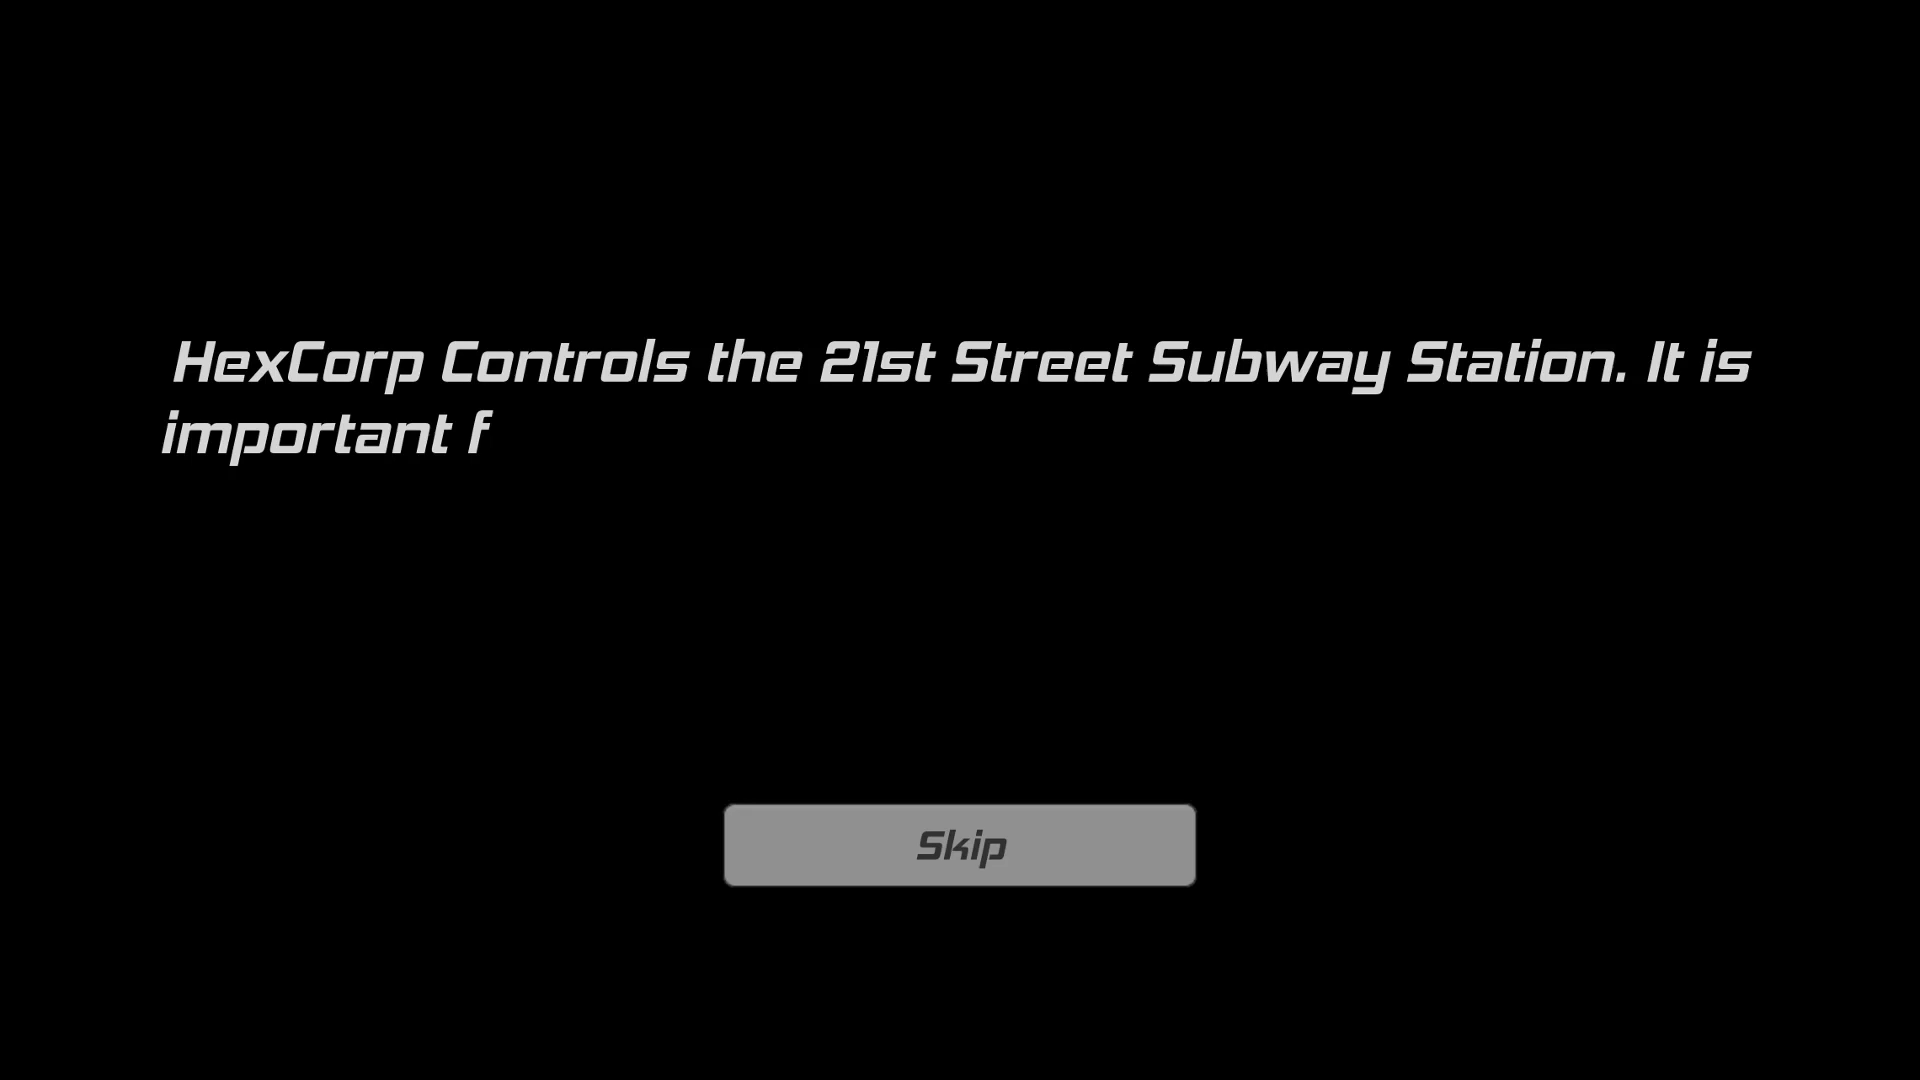 HexCorp Controls the 21st Street Subway Station. It is
important f
Skip